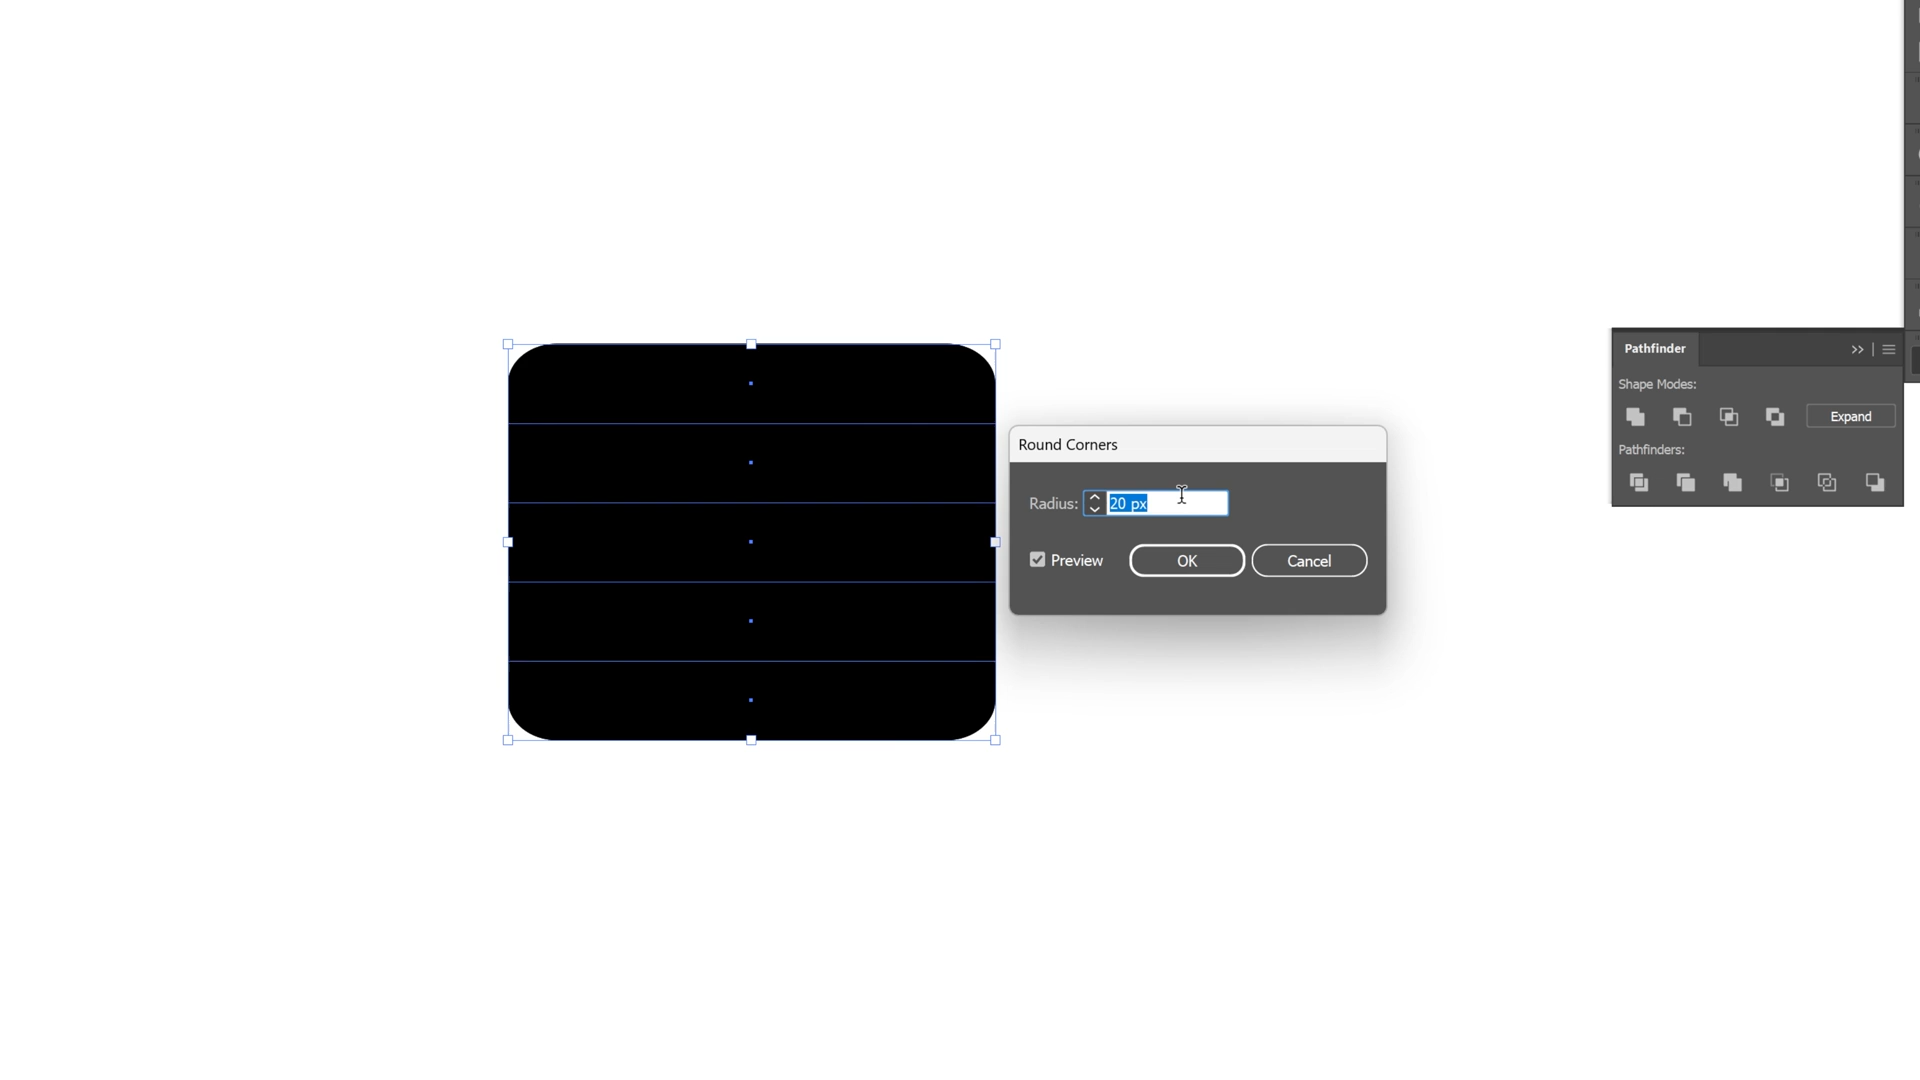 Pathfinder
Shape Modes:
Expand
Pathfinders:
Round Corners
Radius: 20 px
Preview OK Cancel